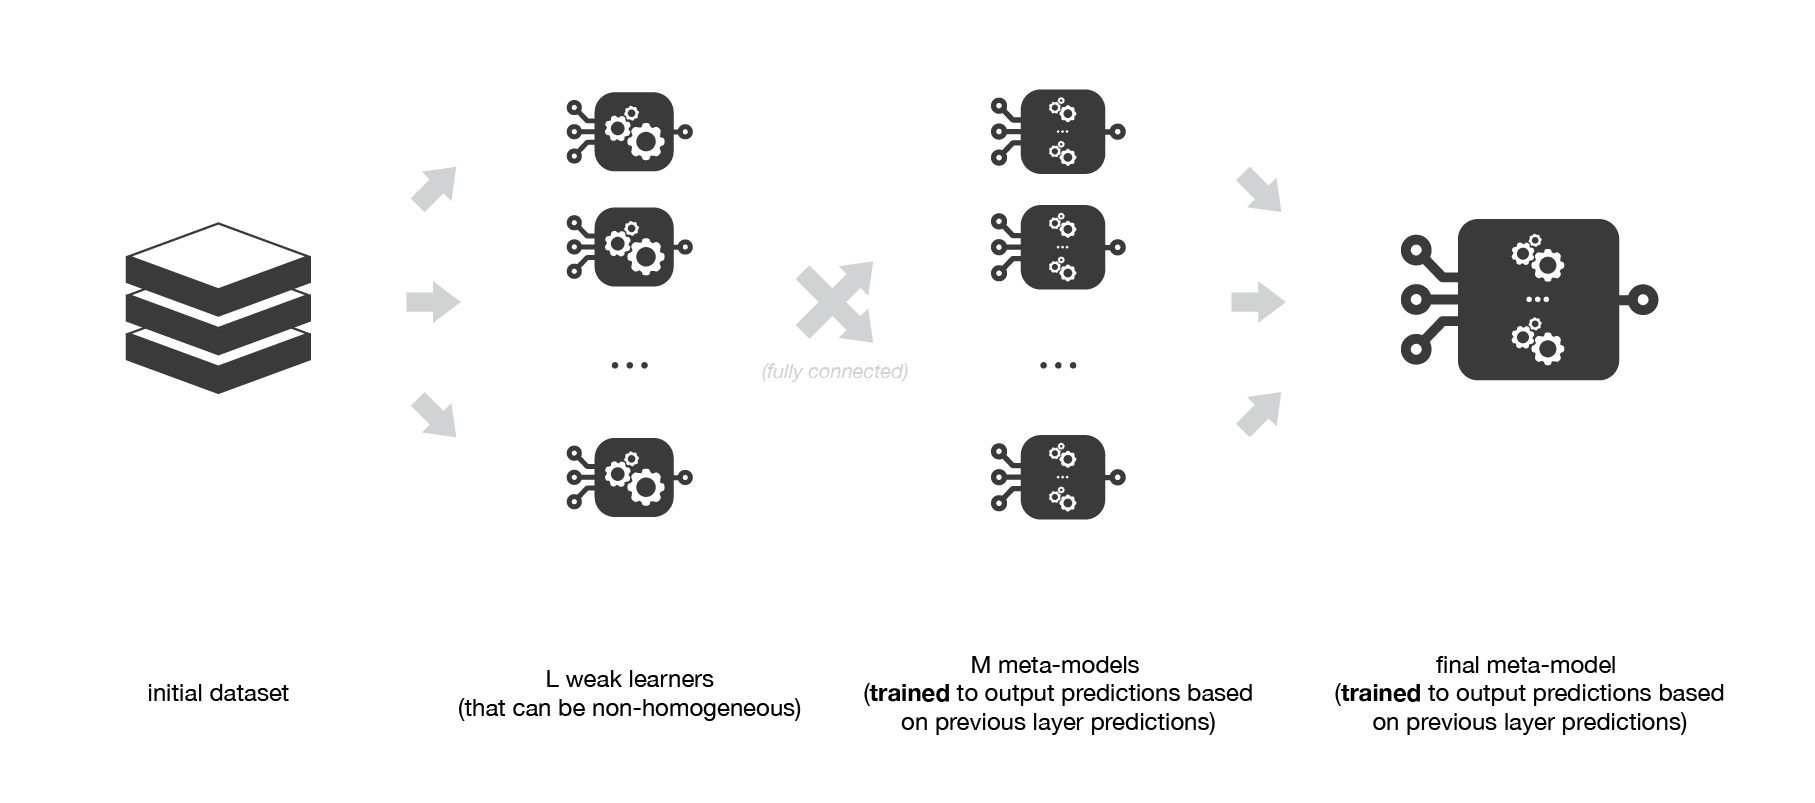 (fully connected)
initial dataset
L weak learners
(that can be non-homogeneous)
M meta-models
(trained to output predictions based
on previous layer predictions)
final meta-model
(trained to output predictions based
on previous layer predictions)